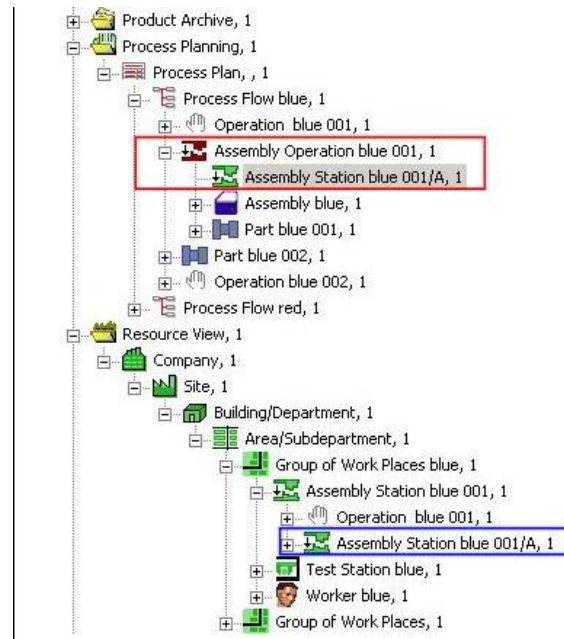 Product Archive, 1
Process Planning, 1
Process Plan, , 1
Process Flow blue, 1
Operation blue 001, 1
Assembly Operation blue 001, 1
Assembly Station blue 001/A, 1
Assembly blue, 1
Part blue 001, 1
Part blue 002, 1
Operation blue 002, 1
Process Flow red, 1
Resource View, 1
Company, 1
Site, 1
Building/Department, 1
Area/Subdepartment, 1
Group of Work Places blue, 1
Assembly Station blue 001, 1
Operation blue 001, 1
Assembly Station blue 001/A, 1
Test Station blue, 1
Worker blue, 1
Group of Work Places, 1